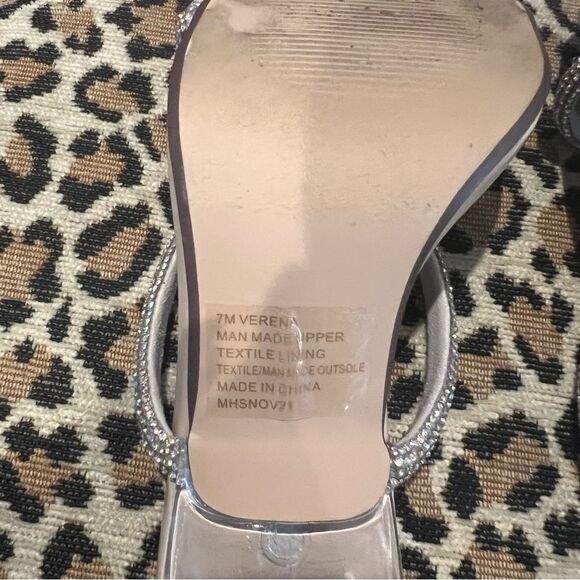 7M VERENA
MAN MADE UPPER
TEXTILE LINING
TEXTILE/MAN MADE OUTSOLE
MADE IN CHINA
MHSNOV21